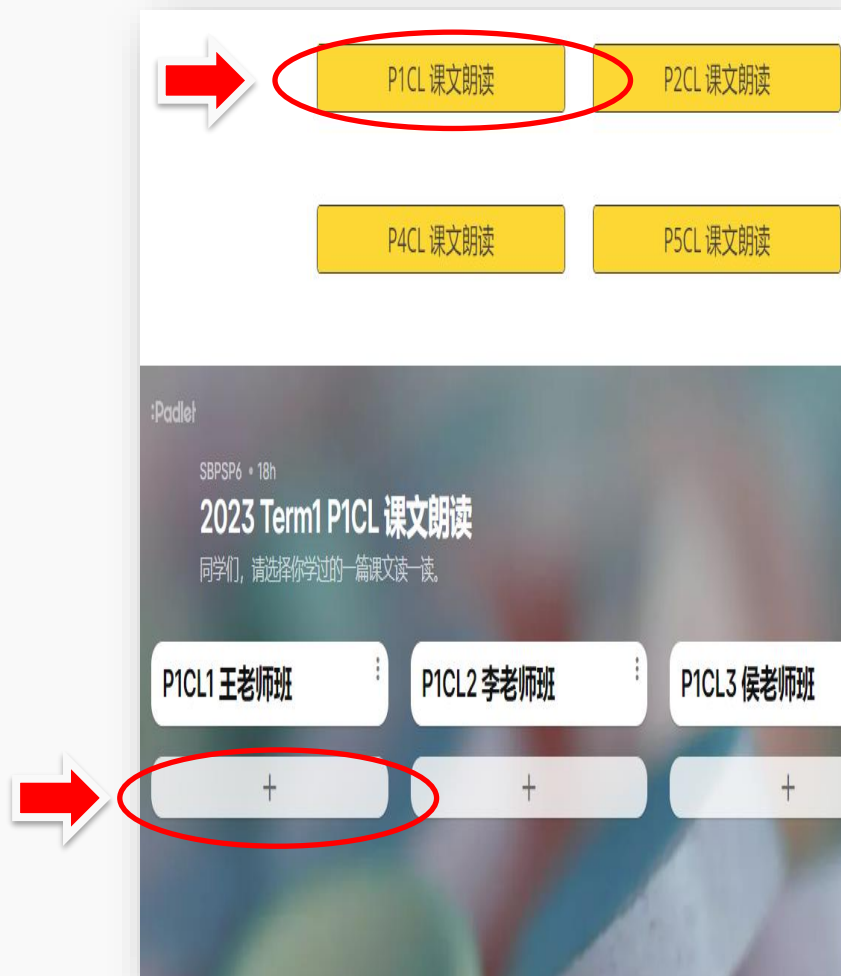 P1CL 课文朗读
P2CL 课文朗读
P4CL 课文朗读
P5CL 课文朗读
:Padlet
SBPSP6 • 18h
2023 Term1 P1CL 课文朗读
同学们，请选择你学过的一篇课文读一读。
P1CL1 王老师班
P1CL2 李老师班
P1CL3 侯老师班
+
+
+